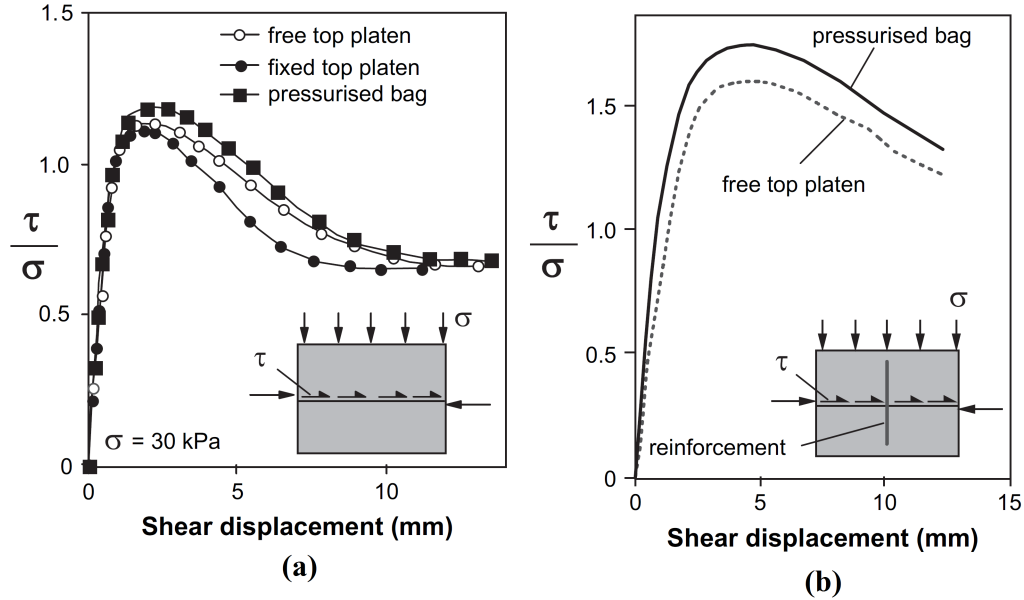 1.5
1.0
0.5
0
τ
σ
free top platen
fixed top platen
pressurised bag
σ
τ
σ = 30 kPa
0
5
10
Shear displacement (mm)
(a)
1.5
1.0
0.5
0
τ
σ
pressurised bag
free top platen
σ
τ
reinforcement
0
5
10
15
Shear displacement (mm)
(b)